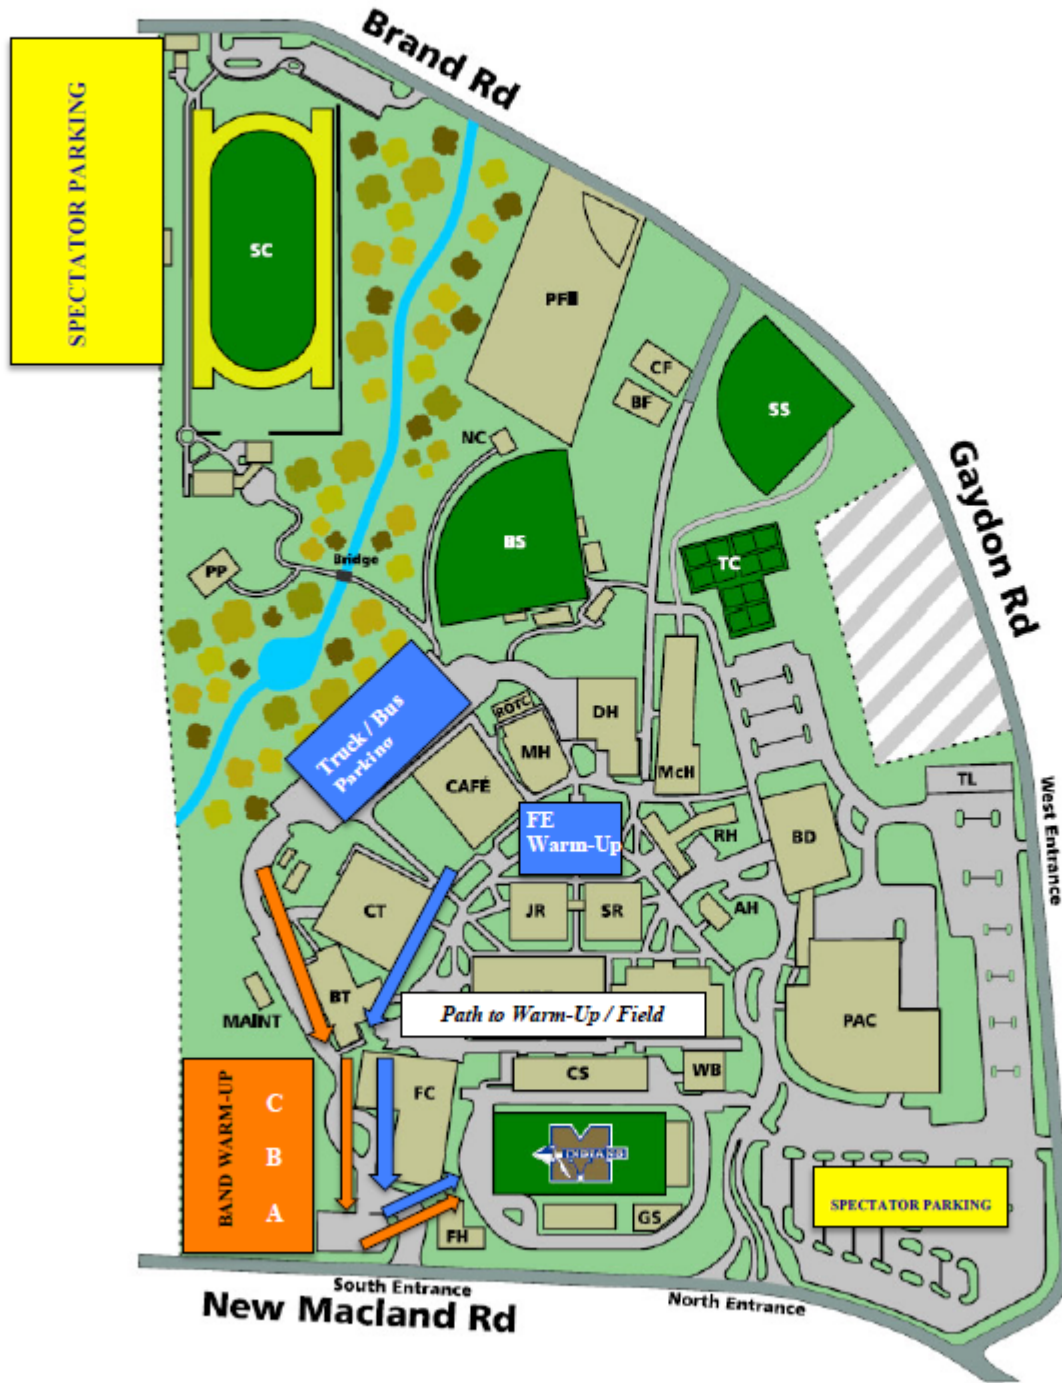 Brand Rd
SPECTATOR PARKING
SC
PFII
CF
BF
SS
NC
Gaydon Rd
BS
TC
Bridge
PP
Truck / Bus
Parking
ROTC
DH
MH
McH
CAFÉ
TL
West Entrance
FE
Warm-Up
RH
BD
CT
JR
SR
AH
BT
MAINT
Path to Warm-Up / Field
PAC
CS
WB
FC
BAND WARM-UP
C
B
A
M
SPECTATOR PARKING
GS
FH
South Entrance
North Entrance
New Macland Rd